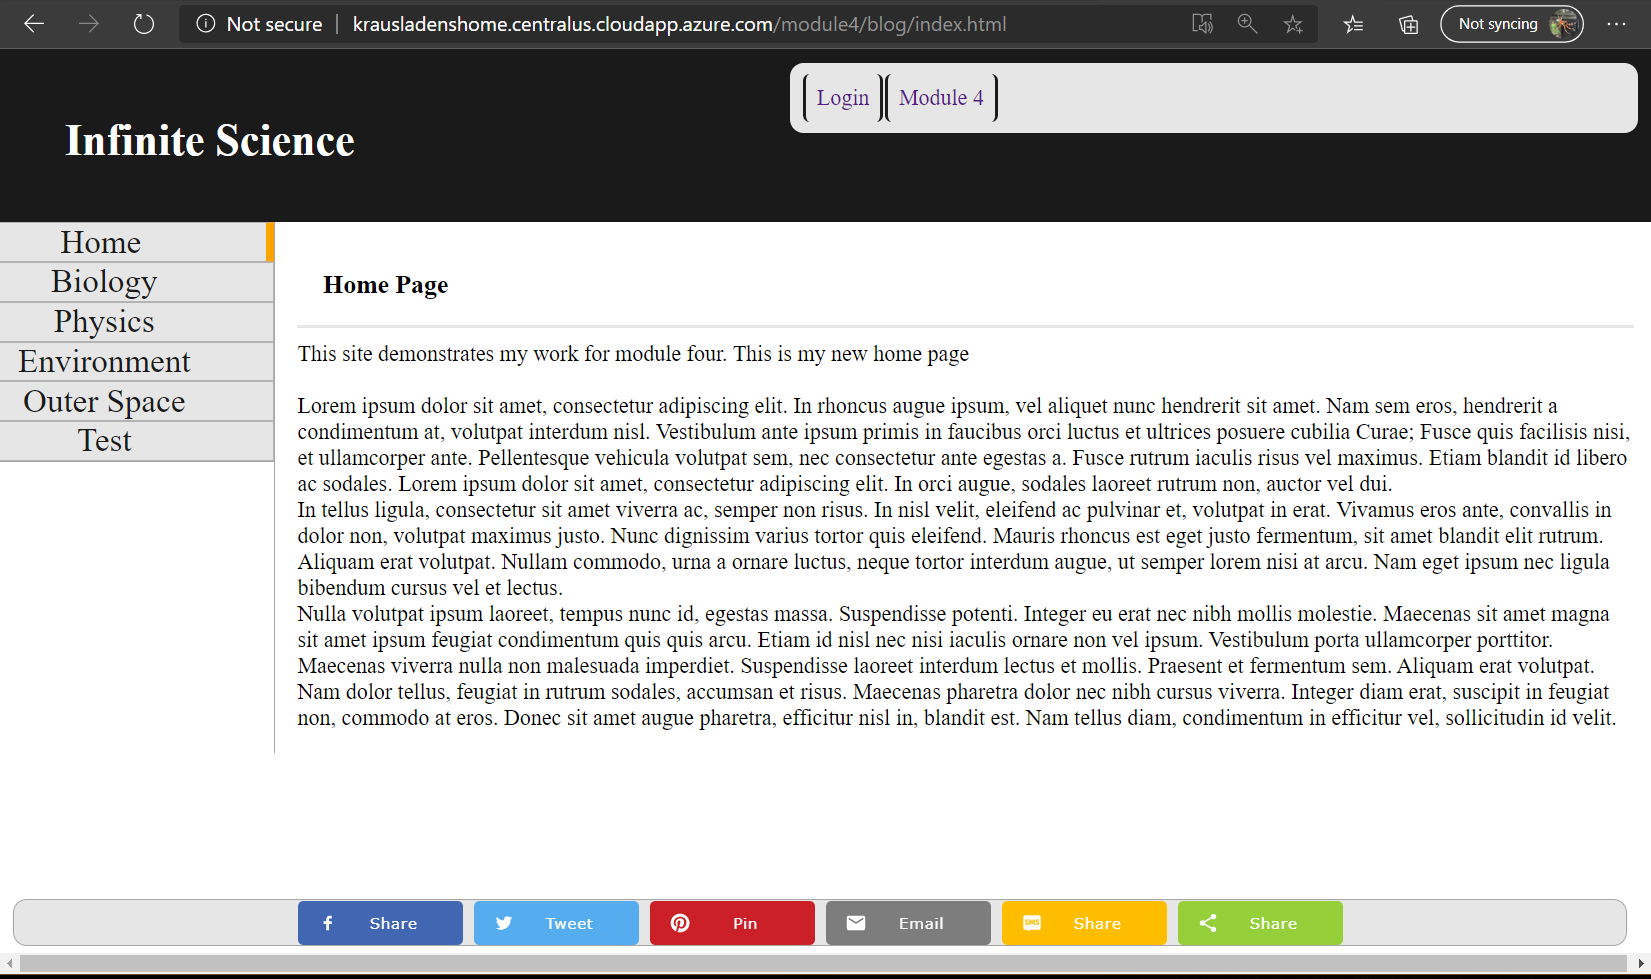 Not secure | krausladenshome.centralus.cloudapp.azure.com/module4/blog/index.html
Not syncing
Login Module 4
Infinite Science
Home
Biology
Physics
Environment
Outer Space
Test
Home Page
This site demonstrates my work for module four. This is my new home page
Lorem ipsum dolor sit amet, consectetur adipiscing elit. In rhoncus augue ipsum, vel aliquet nunc hendrerit sit amet. Nam sem eros, hendrerit a
condimentum at, volutpat interdum nisl. Vestibulum ante ipsum primis in faucibus orci luctus et ultrices posuere cubilia Curae; Fusce quis facilisis nisi,
et ullamcorper ante. Pellentesque vehicula volutpat sem, nec consectetur ante egestas a. Fusce rutrum iaculis risus vel maximus. Etiam blandit id libero
ac sodales. Lorem ipsum dolor sit amet, consectetur adipiscing elit. In orci augue, sodales laoreet rutrum non, auctor vel dui.
In tellus ligula, consectetur sit amet viverra ac, semper non risus. In nisl velit, eleifend ac pulvinar et, volutpat in erat. Vivamus eros ante, convallis in
dolor non, volutpat maximus justo. Nunc dignissim varius tortor quis eleifend. Mauris rhoncus est eget justo fermentum, sit amet blandit elit rutrum.
Aliquam erat volutpat. Nullam commodo, urna a ornare luctus, neque tortor interdum augue, ut semper lorem nisi at arcu. Nam eget ipsum nec ligula
bibendum cursus vel et lectus.
Nulla volutpat ipsum laoreet, tempus nunc id, egestas massa. Suspendisse potenti. Integer eu erat nec nibh mollis molestie. Maecenas sit amet magna
sit amet ipsum feugiat condimentum quis quis arcu. Etiam id nisl nec nisi iaculis ornare non vel ipsum. Vestibulum porta ullamcorper porttitor.
Maecenas viverra nulla non malesuada imperdiet. Suspendisse laoreet interdum lectus et mollis. Praesent et fermentum sem. Aliquam erat volutpat.
Nam dolor tellus, feugiat in rutrum sodales, accumsan et risus. Maecenas pharetra dolor nec nibh cursus viverra. Integer diam erat, suscipit in feugiat
non, commodo at eros. Donec sit amet augue pharetra, efficitur nisl in, blandit est. Nam tellus diam, condimentum in efficitur vel, sollicitudin id velit.
Share Tweet Pin Email SMS Share Share